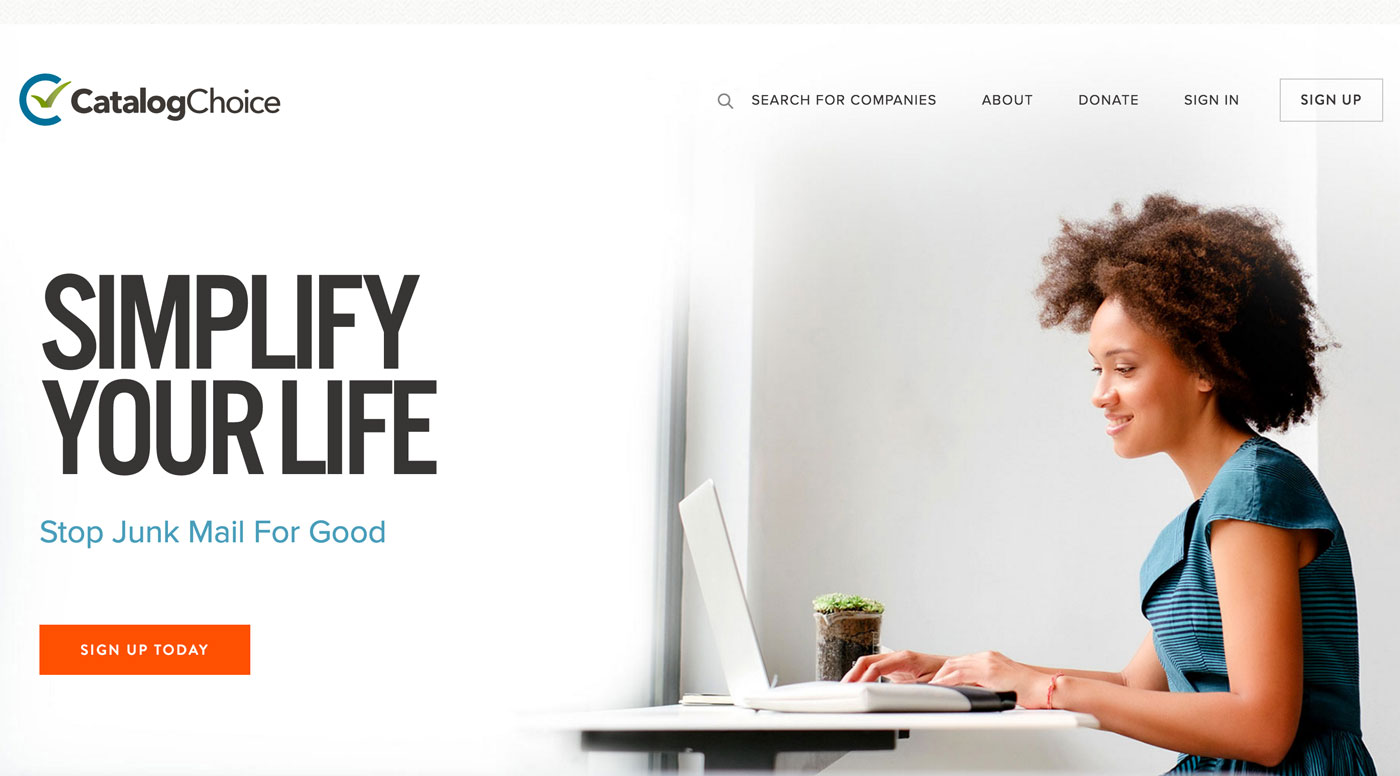 CatalogChoice
SEARCH FOR COMPANIES
ABOUT
DONATE
SIGN IN
SIGN UP
SIMPLIFY
YOUR LIFE
Stop Junk Mail For Good
SIGN UP TODAY